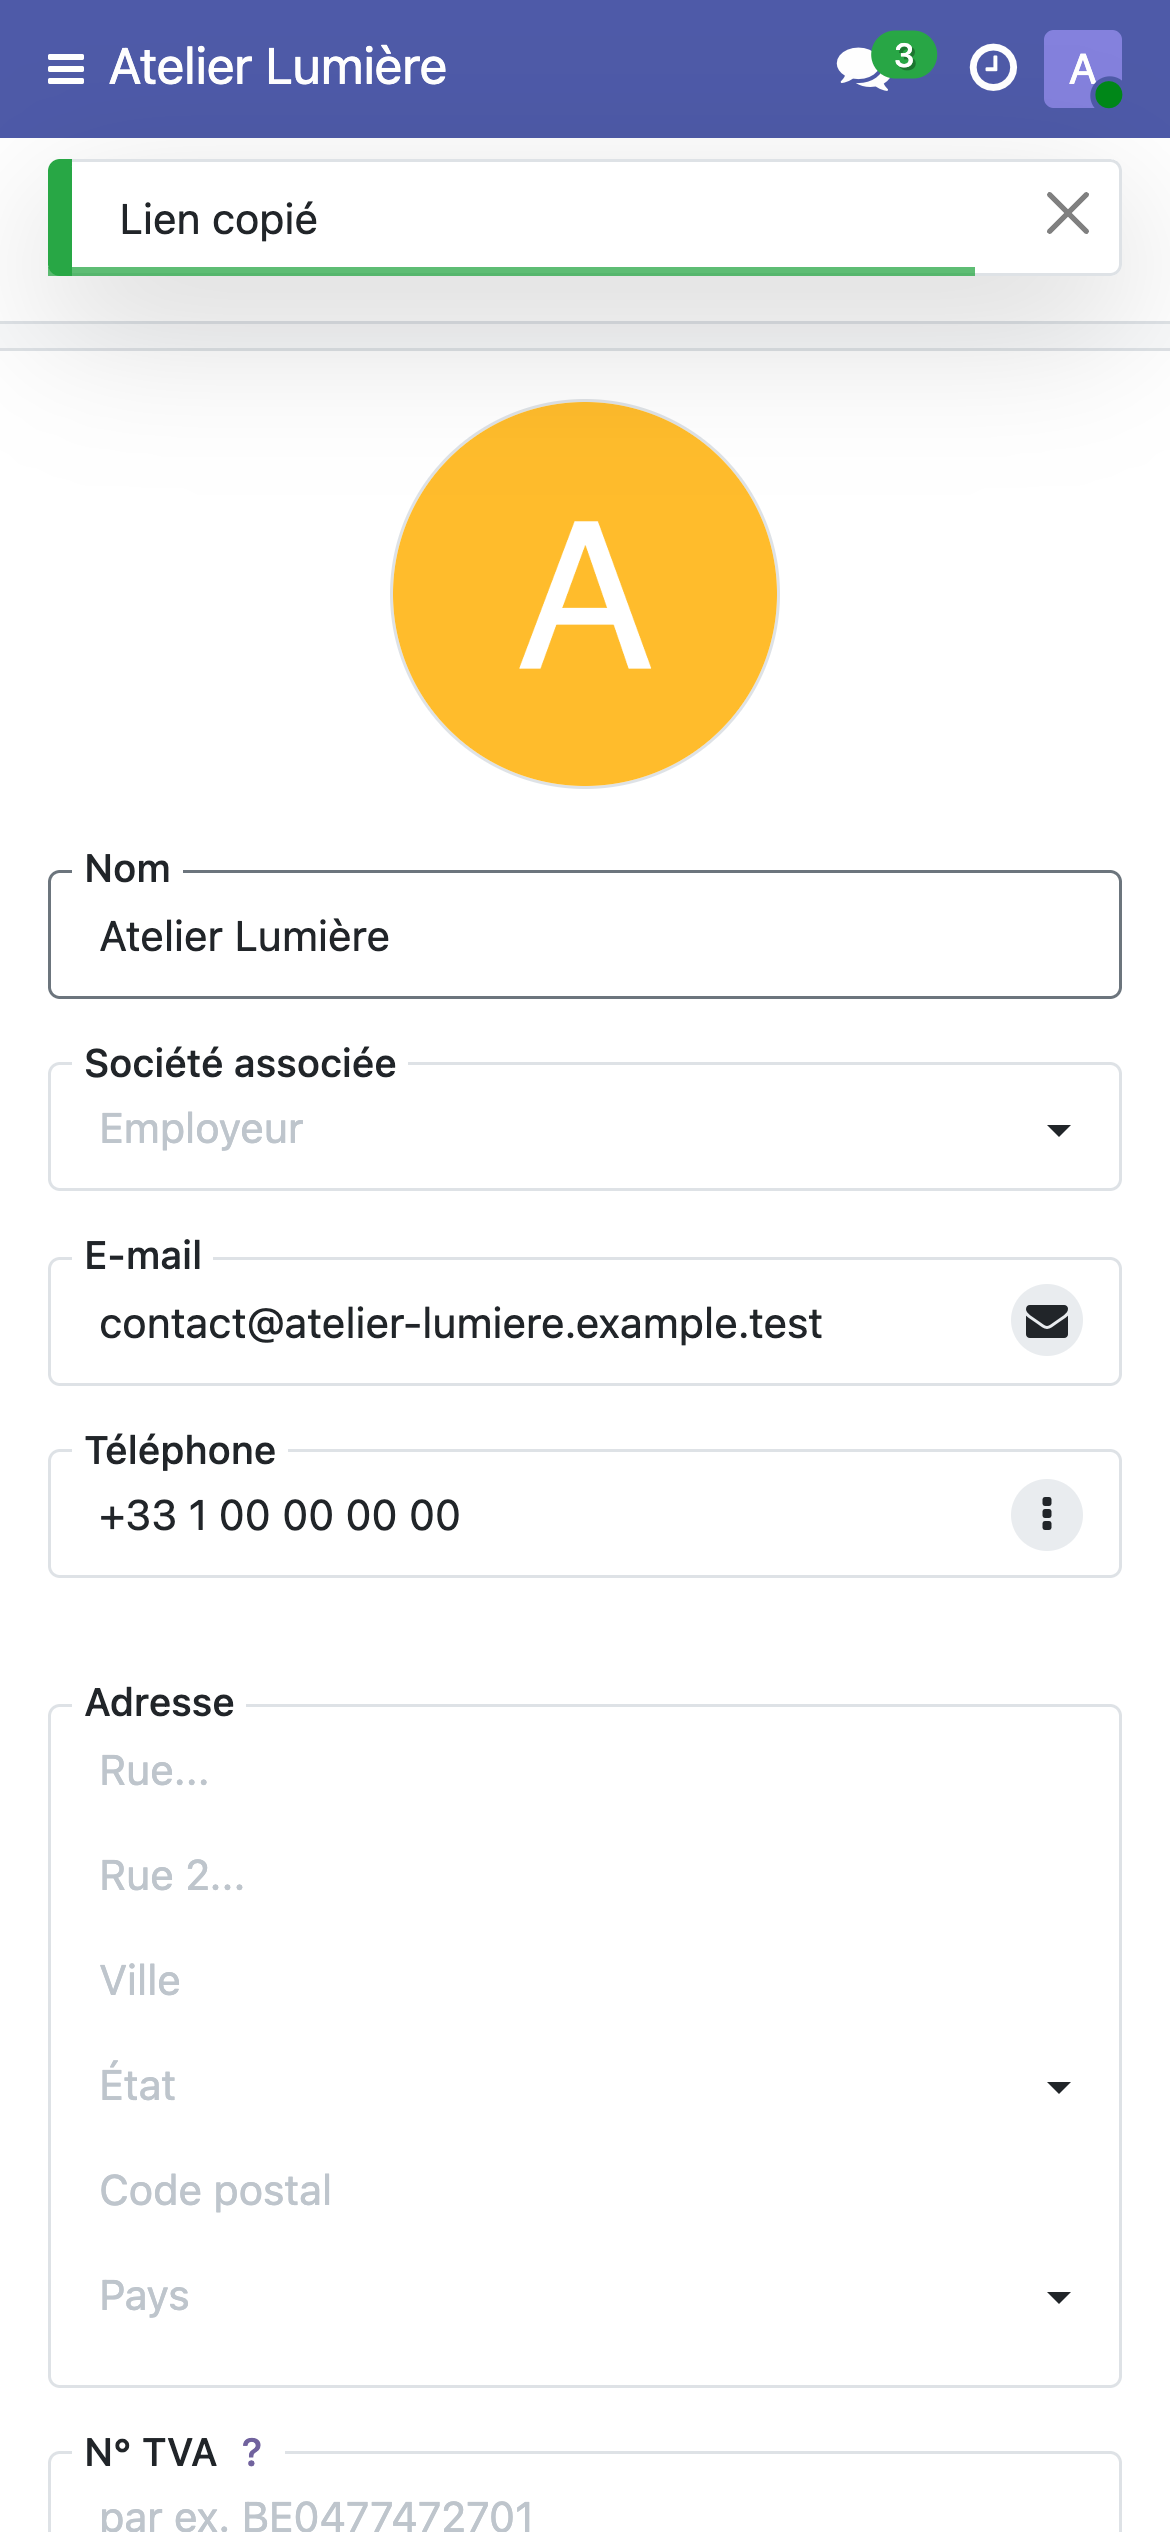 Atelier Lumière
3
A
Lien copié
A
Nom
Atelier Lumière
Société associée
Employeur
E-mail
contact@atelier-lumiere.example.test
Téléphone
+33 1 00 00 00 00
Adresse
Rue...
Rue 2...
Ville
État
Code postal
Pays
N° TVA ?
par ex. BE0477472701